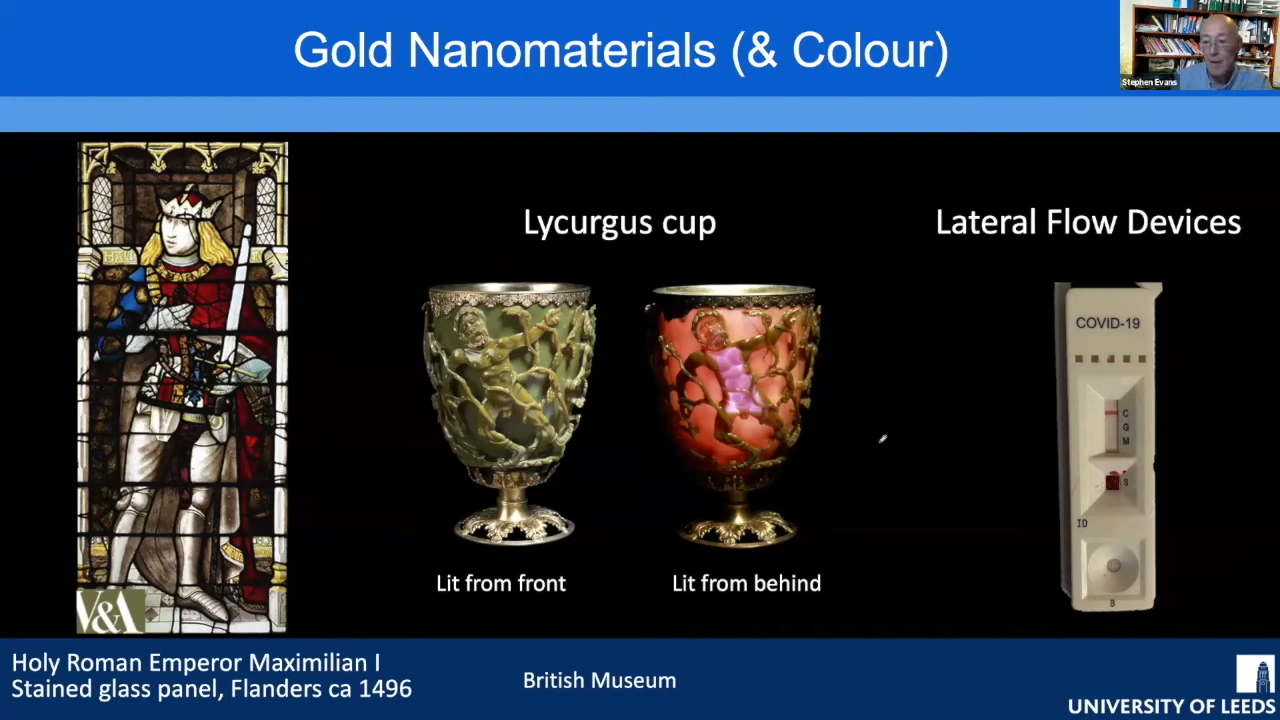 Gold Nanomaterials (& Colour)
Stephen Evans
Lycurgus cup
Lateral Flow Devices
COVID-19
C
G
M
S
ID
B
Lit from front
Lit from behind
V&A
Holy Roman Emperor Maximilian I
Stained glass panel, Flanders ca 1496
British Museum
UNIVERSITY OF LEEDS